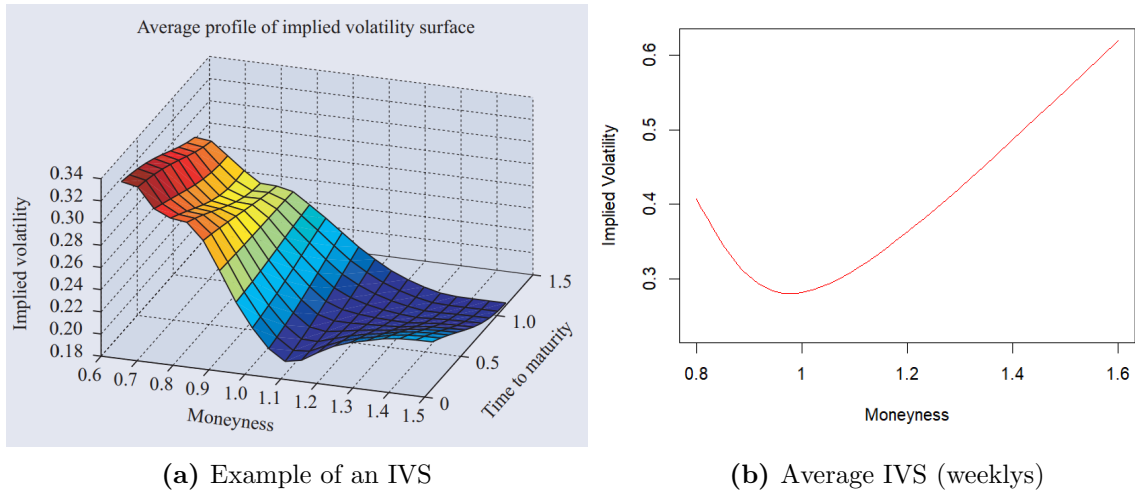 Average profile of implied volatility surface
0.34
0.32
0.30
0.28
0.26
0.24
0.22
0.20
0.18
Implied volatility
0.6 0.7 0.8 0.9 1.0 1.1 1.2 1.3 1.4 1.5
Moneyness
0 0.5 1.0 1.5
Time to maturity
(a) Example of an IVS
0.6
0.5
0.4
0.3
Implied Volatility
0.8 1 1.2 1.4 1.6
Moneyness
(b) Average IVS (weeklys)